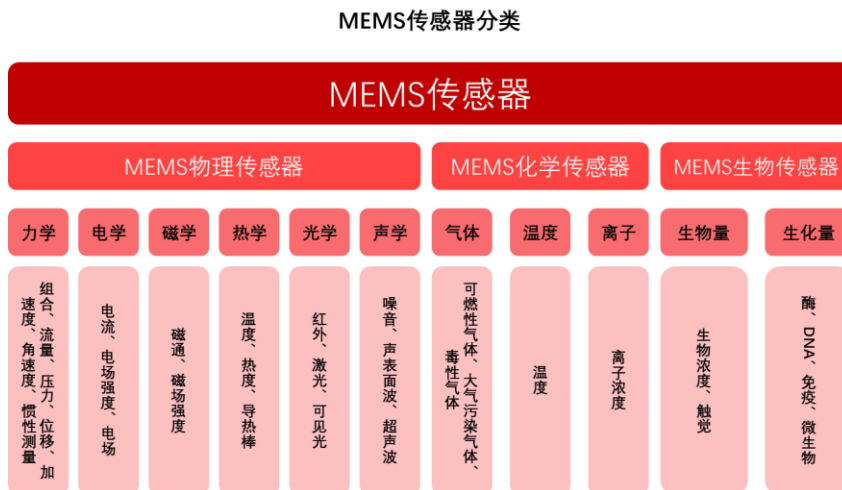 MEMS传感器分类
MEMS传感器
MEMS物理传感器
MEMS化学传感器
MEMS生物传感器
力学
电学
磁学
热学
光学
声学
气体
温度
离子
生物量
生化量
组合、流量、压力、位移、加
速度、角速度、惯性测量
电流、电场强度、电场
磁通、磁场强度
温度、热度、导热棒
红外、激光、可见光
噪音、声表面波、超声波
可燃性气体、大气污染气体、
毒性气体
温度
离子浓度
生物浓度、触觉
酶、DNA、免疫、微生物